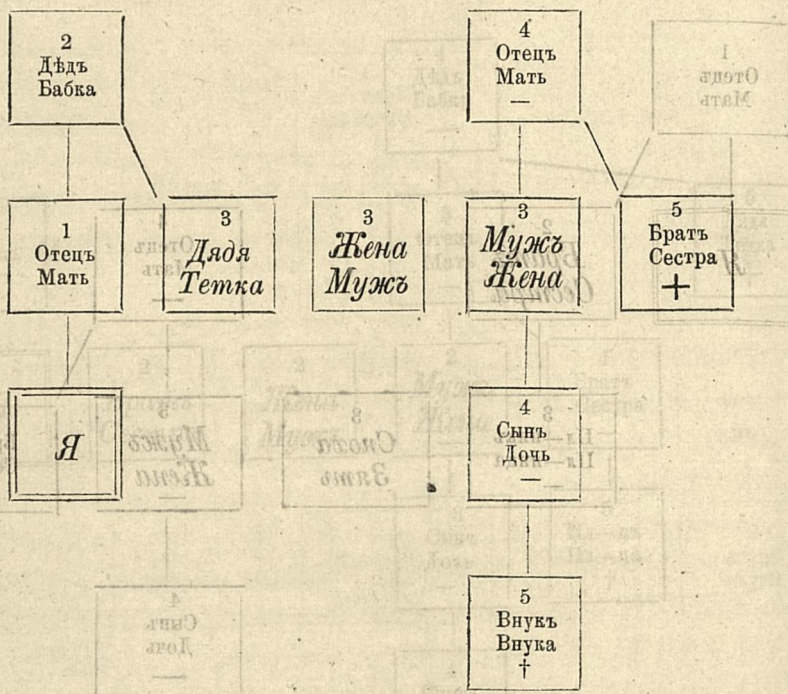 2
Дѣдъ
Бабка
4
Отецъ
Мать
—
1
Отецъ
Мать
3
Дядя
Тетка
3
Жена
Мужъ
3
Мужъ
Жена
—
5
Братъ
Сестра
+
Я
4
Сынъ
Дочь
—
5
Внукъ
Внука
†